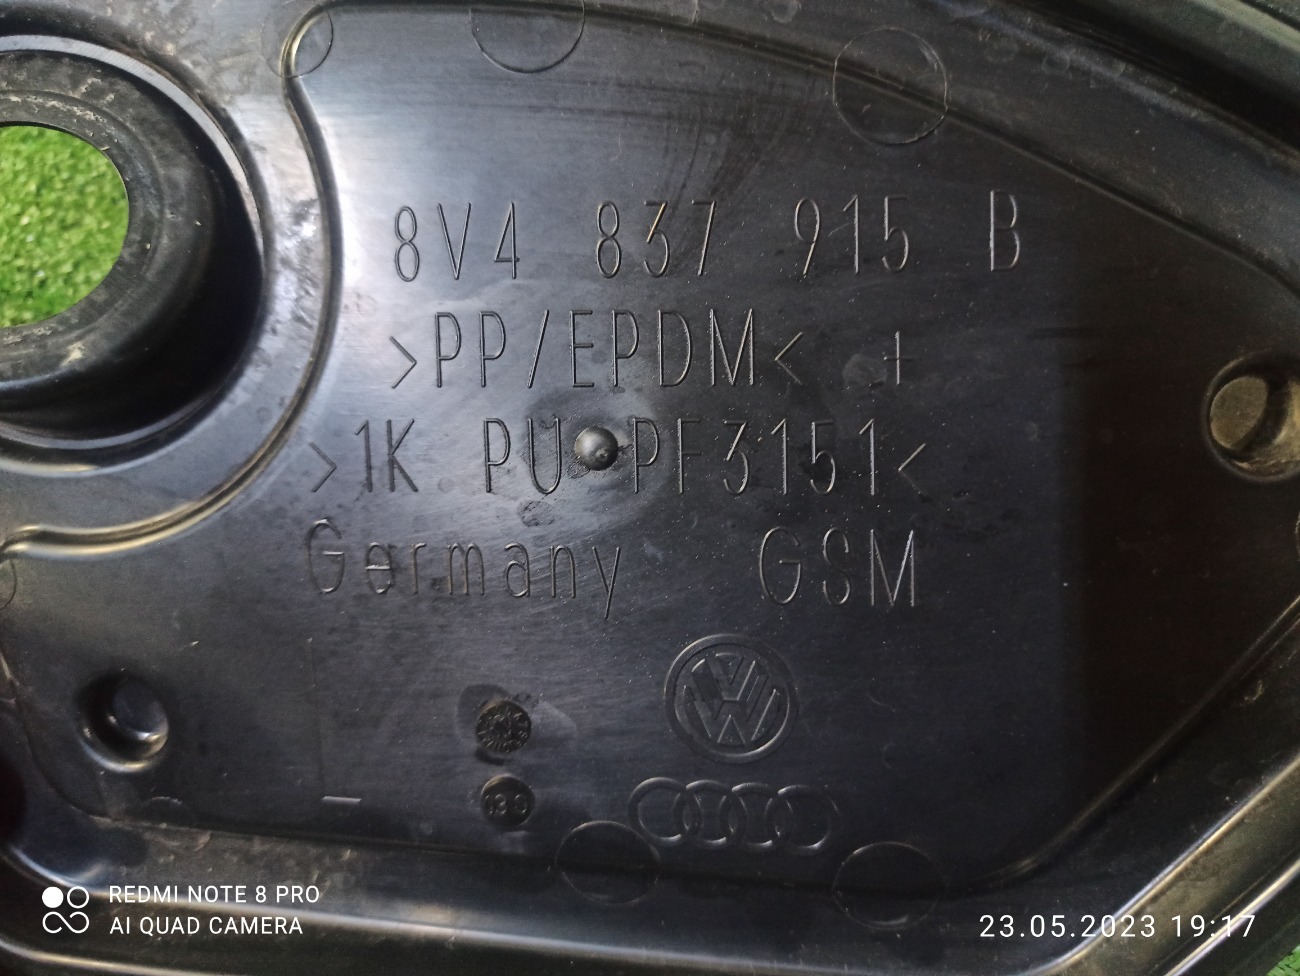 8V4 837 915 B
>PP/EPDM< +
>1K PU PF3151<
Germany GSM
REDMI NOTE 8 PRO
AI QUAD CAMERA
23.05.2023 19:17